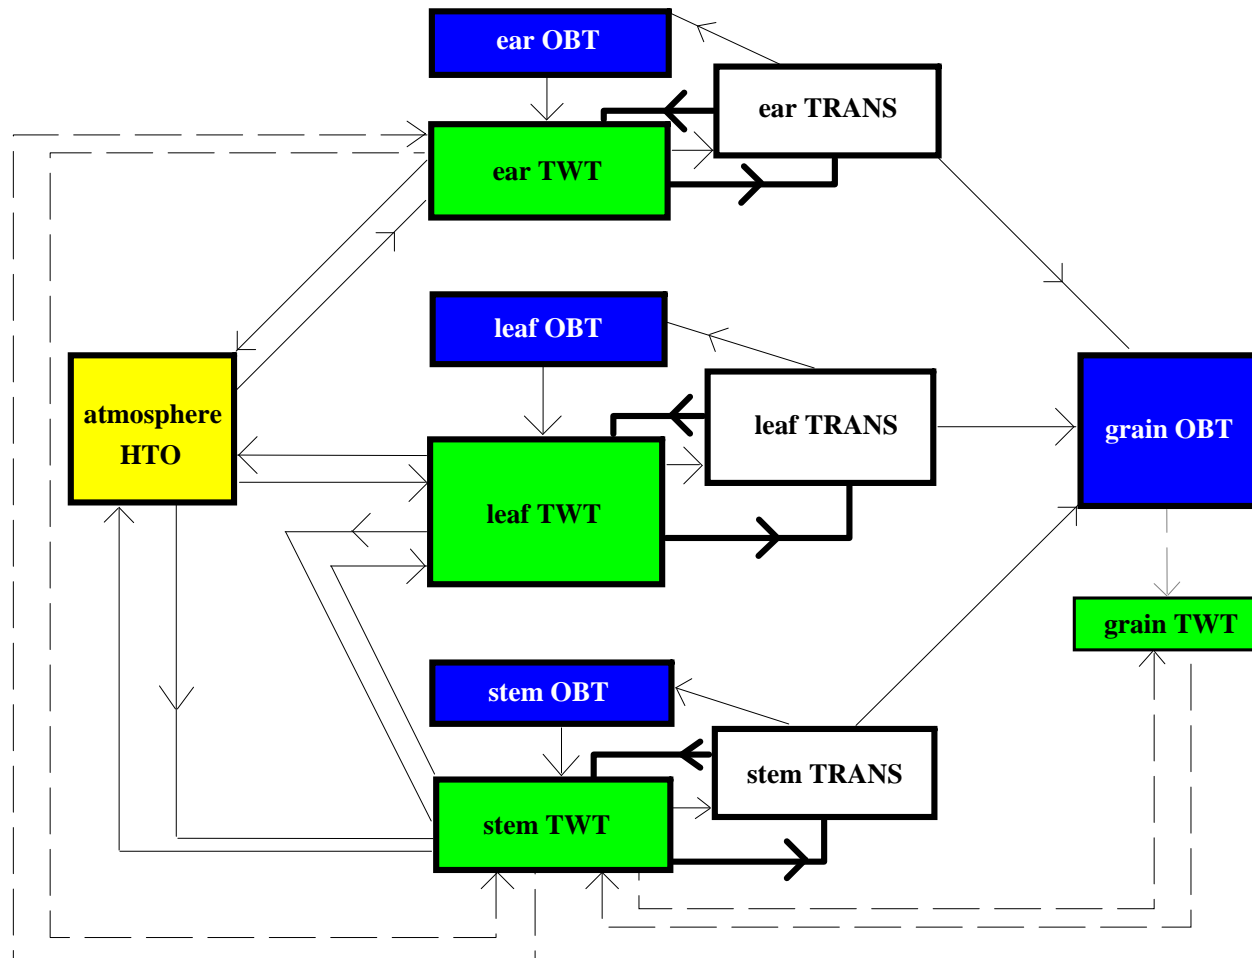 ear OBT
ear TRANS
ear TWT
leaf OBT
atmosphere
HTO
leaf TRANS
grain OBT
leaf TWT
grain TWT
stem OBT
stem TRANS
stem TWT